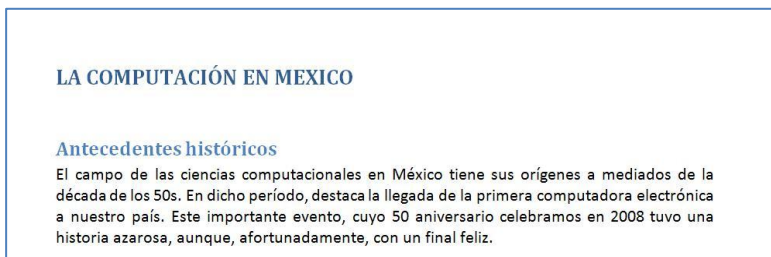 LA COMPUTACIÓN EN MEXICO
Antecedentes históricos
El campo de las ciencias computacionales en México tiene sus orígenes a mediados de la
década de los 50s. En dicho período, destaca la llegada de la primera computadora electrónica
a nuestro país. Este importante evento, cuyo 50 aniversario celebramos en 2008 tuvo una
historia azarosa, aunque, afortunadamente, con un final feliz.